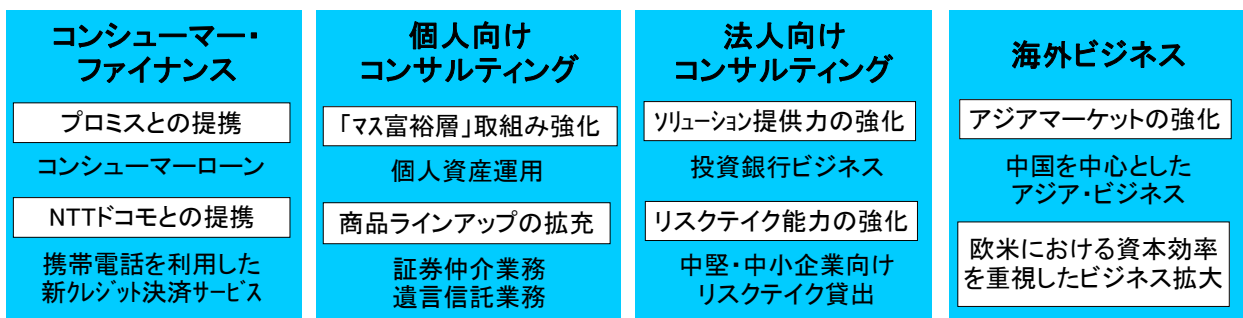 コンシューマー・
ファイナンス
プロミスとの提携
コンシューマーローン
NTTドコモとの提携
携帯電話を利用した
新クレジット決済サービス
個人向け
コンサルティング
「マス富裕層」取組み強化
個人資産運用
商品ラインアップの拡充
証券仲介業務
遺言信託業務
法人向け
コンサルティング
ソリューション提供力の強化
投資銀行ビジネス
リスクテイク能力の強化
中堅・中小企業向け
リスクテイク貸出
海外ビジネス
アジアマーケットの強化
中国を中心とした
アジア・ビジネス
欧米における資本効率
を重視したビジネス拡大